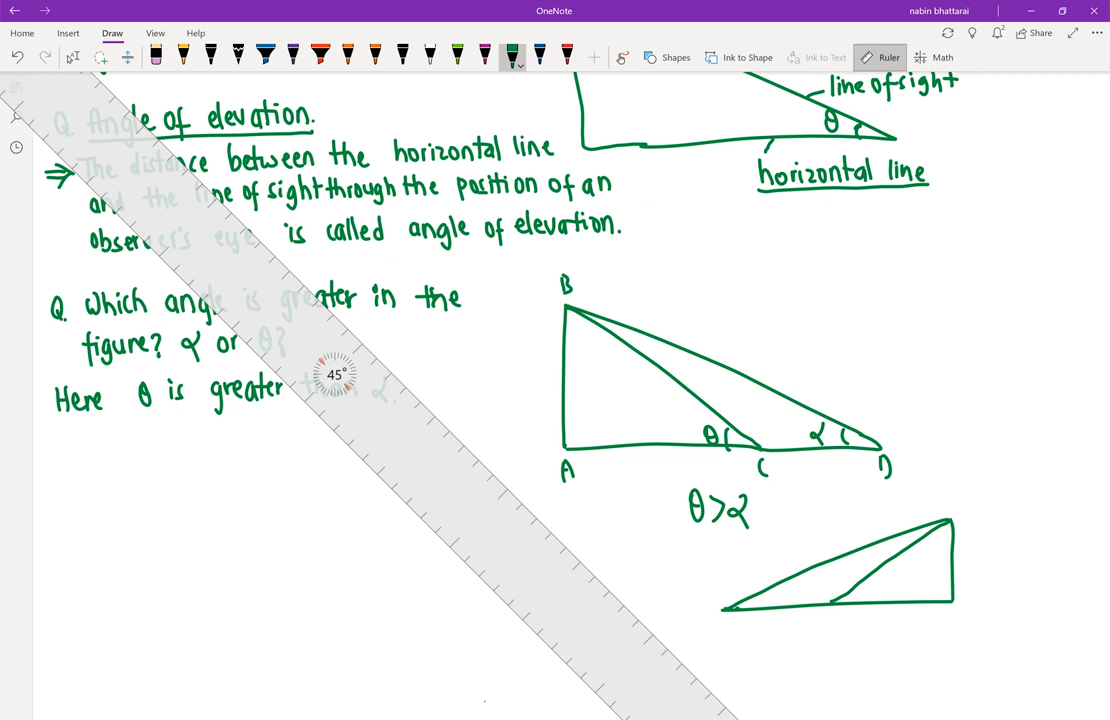 OneNote
nabin bhattarai
Home Insert Draw View Help
Share
Shapes
Ink to Shape
Ink to Text
Ruler
Math
line of sight
θ
horizontal line
Q. Angle of elevation.
⇒ The distance between the horizontal line
and the line of sight through the position of an
observer's eye is called angle of elevation.
Q. Which angle is greater in the
figure? α or θ?
Here θ is greater than α.
45°
B
θ
α
A
C
D
θ>α